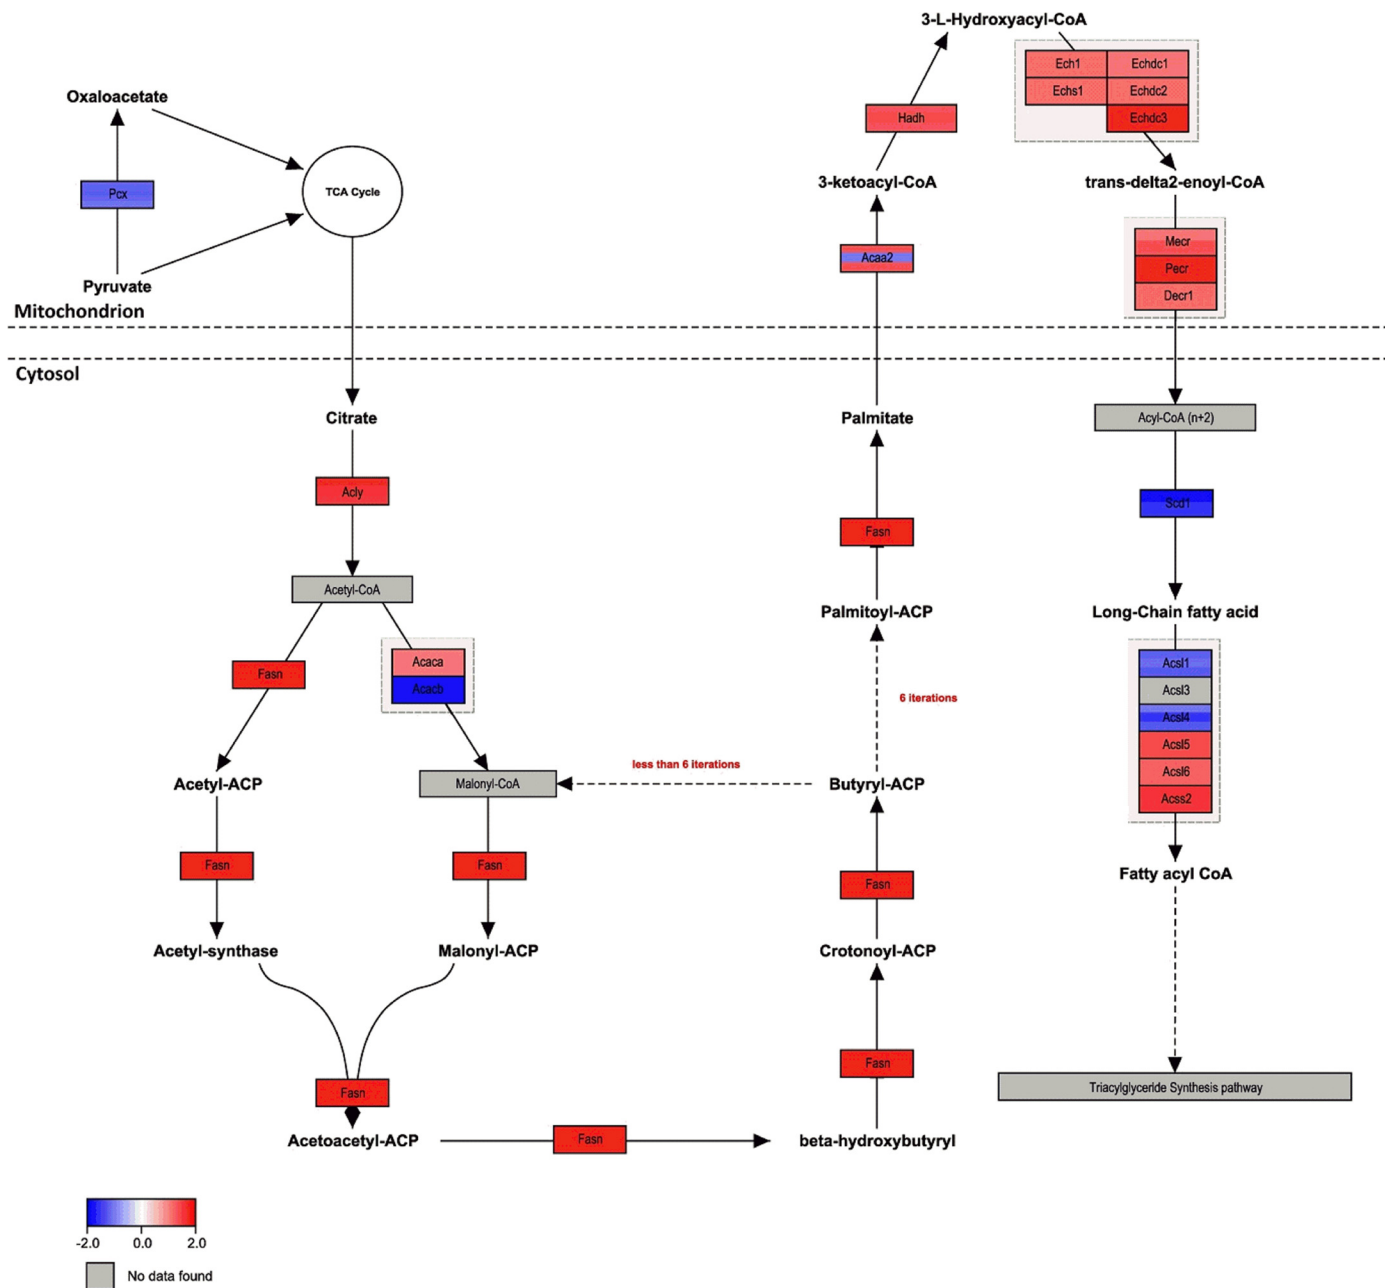 3-L-Hydroxyacyl-CoA
Ech1
Echdc1
Echs1
Echdc2
Echdc3
Oxaloacetate
Hadh
Pcx
TCA Cycle
3-ketoacyl-CoA
trans-delta2-enoyl-CoA
Mecr
Pecr
Decr1
Acaa2
Pyruvate
Mitochondrion
Cytosol
Citrate
Palmitate
Acyl-CoA (n+2)
Acly
Scd1
Fasn
Acetyl-CoA
Palmitoyl-ACP
Long-Chain fatty acid
Fasn
Acaca
Acacb
Acsl1
Acsl3
Acsl4
Acsl5
Acsl6
Acss2
6 iterations
less than 6 iterations
Acetyl-ACP
Malonyl-CoA
Butyryl-ACP
Fasn
Fasn
Fasn
Fatty acyl CoA
Acetyl-synthase
Malonyl-ACP
Crotonoyl-ACP
Fasn
Fasn
Triacylglyceride Synthesis pathway
Acetoacetyl-ACP
Fasn
beta-hydroxybutyryl
-2.0 0.0 2.0
No data found